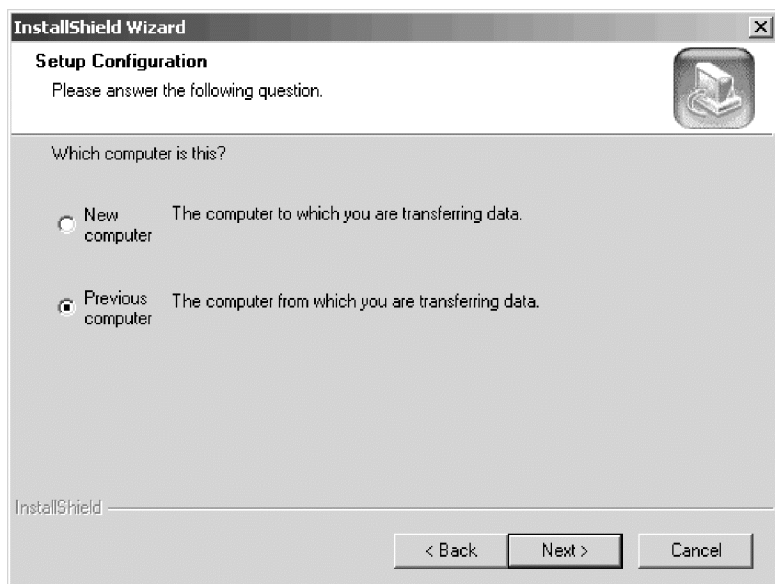 InstallShield Wizard
Setup Configuration
Please answer the following question.
Which computer is this?
New
computer
The computer to which you are transferring data.
Previous
computer
The computer from which you are transferring data.
InstallShield
< Back
Next >
Cancel